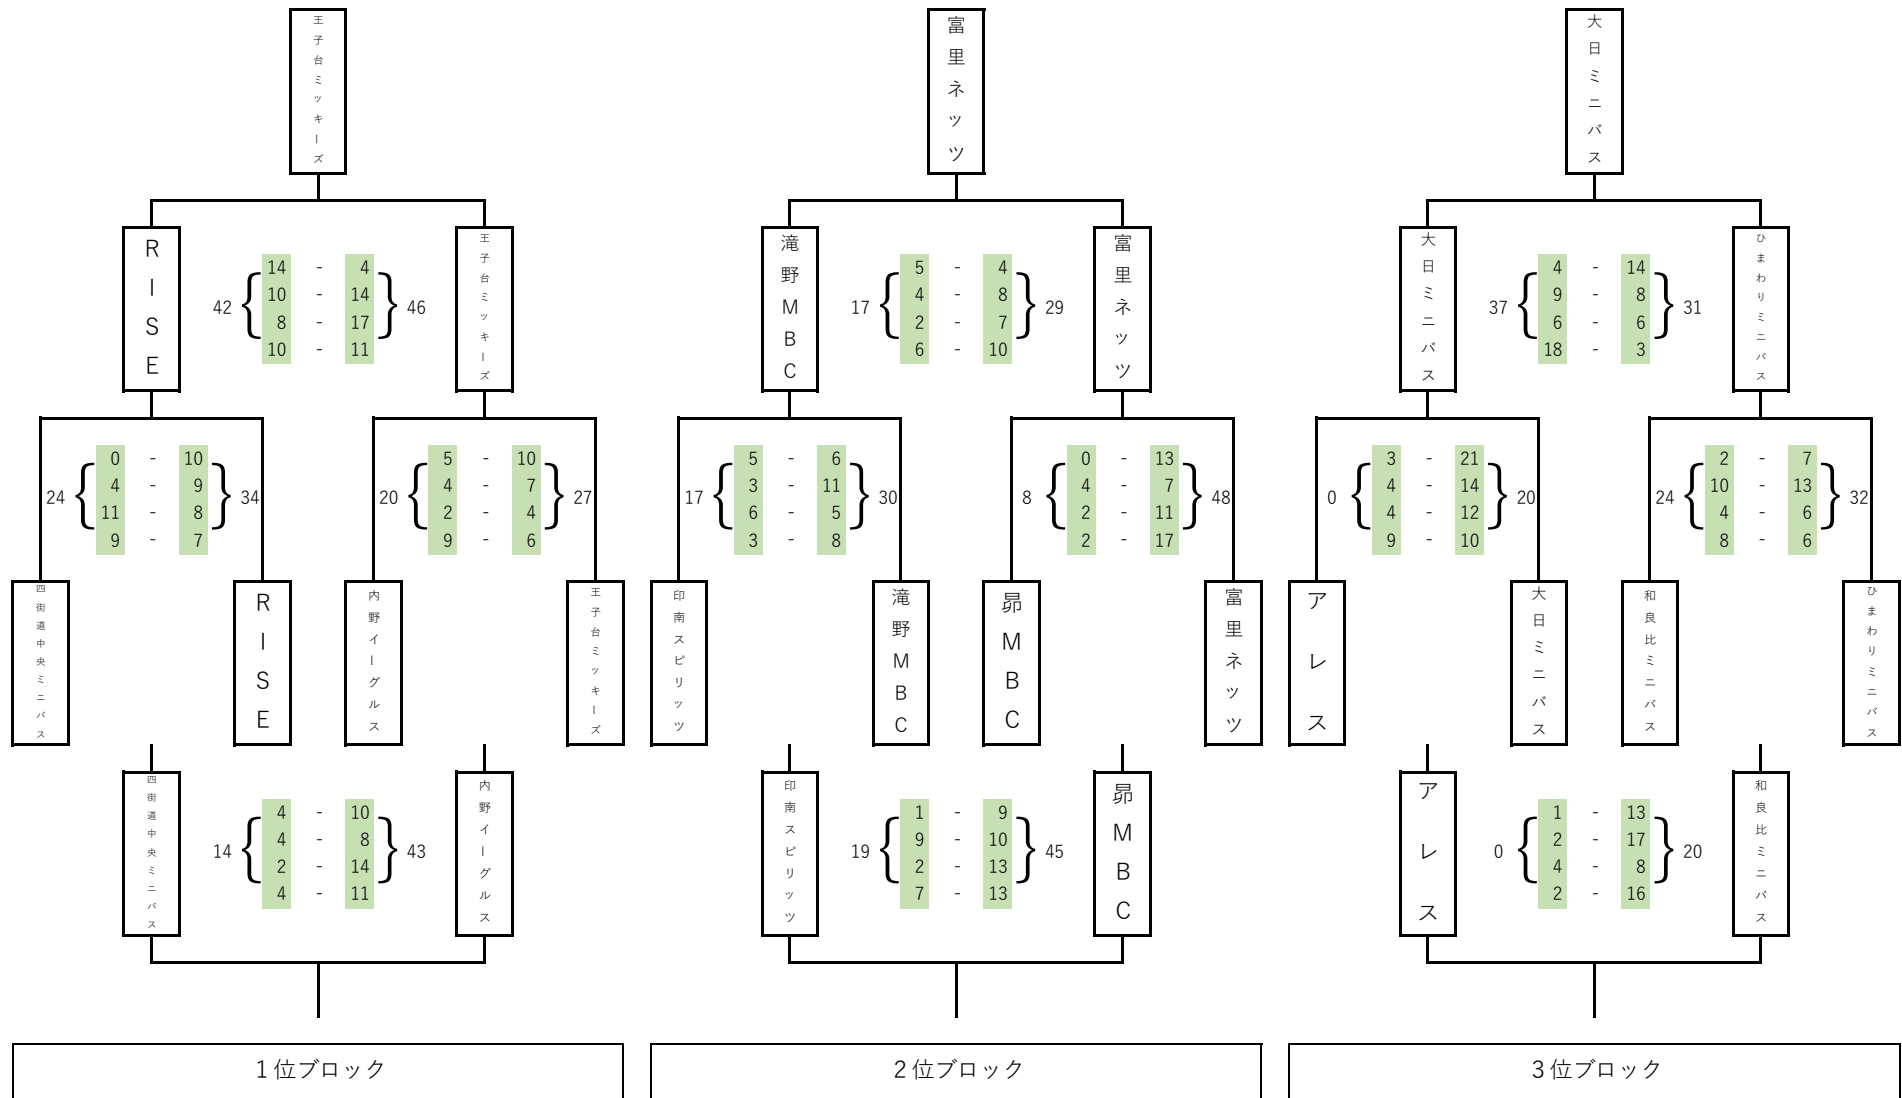 王子台ミッキーズ
富里ネッツ
大日ミニバス
RISE
14 - 4
10 - 14
8 - 17
10 - 11
42 { } 46
王子台ミッキーズ
滝野MBC
5 - 4
4 - 8
2 - 7
6 - 10
17 { } 29
富里ネッツ
大日ミニバス
4 - 14
9 - 8
6 - 6
18 - 3
37 { } 31
ひまわりミニバス
0 - 10
4 - 9
11 - 8
9 - 7
24 { } 34
5 - 10
4 - 7
2 - 4
9 - 6
20 { } 27
5 - 6
3 - 11
6 - 5
3 - 8
17 { } 30
0 - 13
4 - 7
2 - 11
2 - 17
8 { } 48
3 - 21
4 - 14
4 - 12
9 - 10
0 { } 20
2 - 7
10 - 13
4 - 6
8 - 6
24 { } 32
四街道中央ミニバス
RISE
内野イーグルス
王子台ミッキーズ
印南スピリッツ
滝野MBC
昴MBC
富里ネッツ
アレス
大日ミニバス
和良比ミニバス
ひまわりミニバス
四街道中央ミニバス
4 - 10
4 - 8
2 - 14
4 - 11
14 { } 43
内野イーグルス
印南スピリッツ
1 - 9
9 - 10
2 - 13
7 - 13
19 { } 45
昴MBC
アレス
1 - 13
2 - 17
4 - 8
2 - 16
0 { } 20
和良比ミニバス
1位ブロック
2位ブロック
3位ブロック